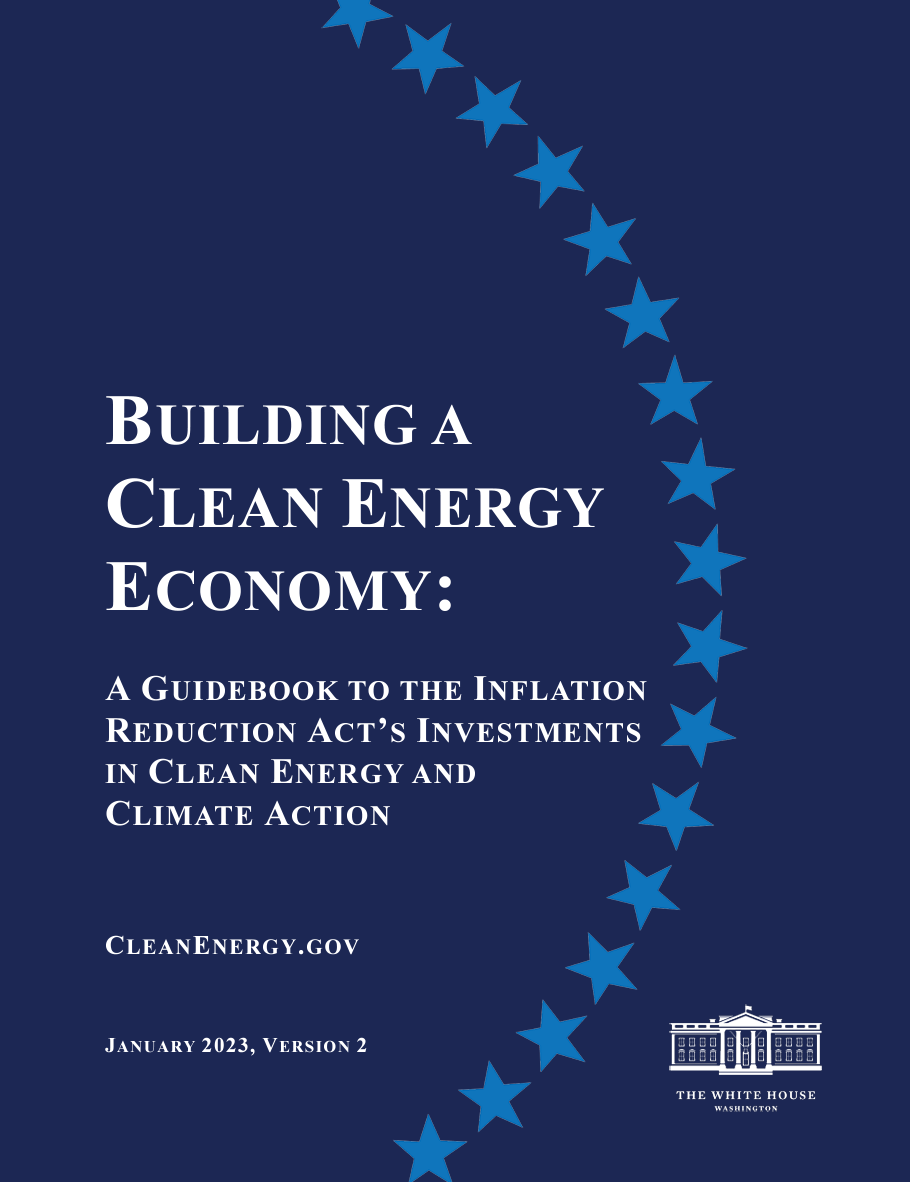 Building a
Clean Energy
Economy:
A Guidebook to the Inflation
Reduction Act’s Investments
in Clean Energy and
Climate Action
CleanEnergy.gov
January 2023, Version 2
THE WHITE HOUSE
WASHINGTON